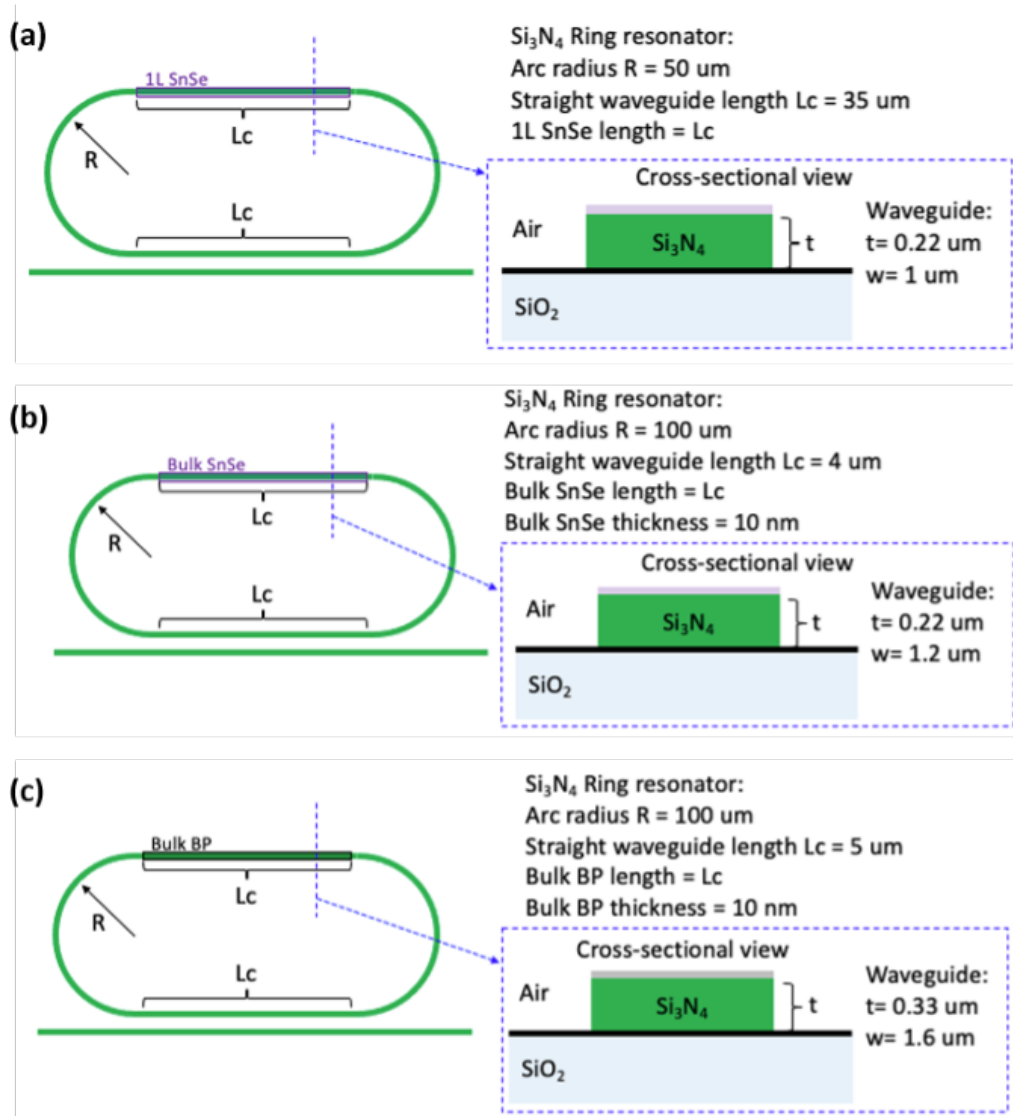 (a)
1L SnSe
Lc
R
Lc
Si₃N₄ Ring resonator:
Arc radius R = 50 um
Straight waveguide length Lc = 35 um
1L SnSe length = Lc
Cross-sectional view
Air
Si₃N₄
t
SiO₂
Waveguide:
t= 0.22 um
w= 1 um
(b)
Bulk SnSe
Lc
R
Lc
Si₃N₄ Ring resonator:
Arc radius R = 100 um
Straight waveguide length Lc = 4 um
Bulk SnSe length = Lc
Bulk SnSe thickness = 10 nm
Cross-sectional view
Air
Si₃N₄
t
SiO₂
Waveguide:
t= 0.22 um
w= 1.2 um
(c)
Bulk BP
Lc
R
Lc
Si₃N₄ Ring resonator:
Arc radius R = 100 um
Straight waveguide length Lc = 5 um
Bulk BP length = Lc
Bulk BP thickness = 10 nm
Cross-sectional view
Air
Si₃N₄
t
SiO₂
Waveguide:
t= 0.33 um
w= 1.6 um